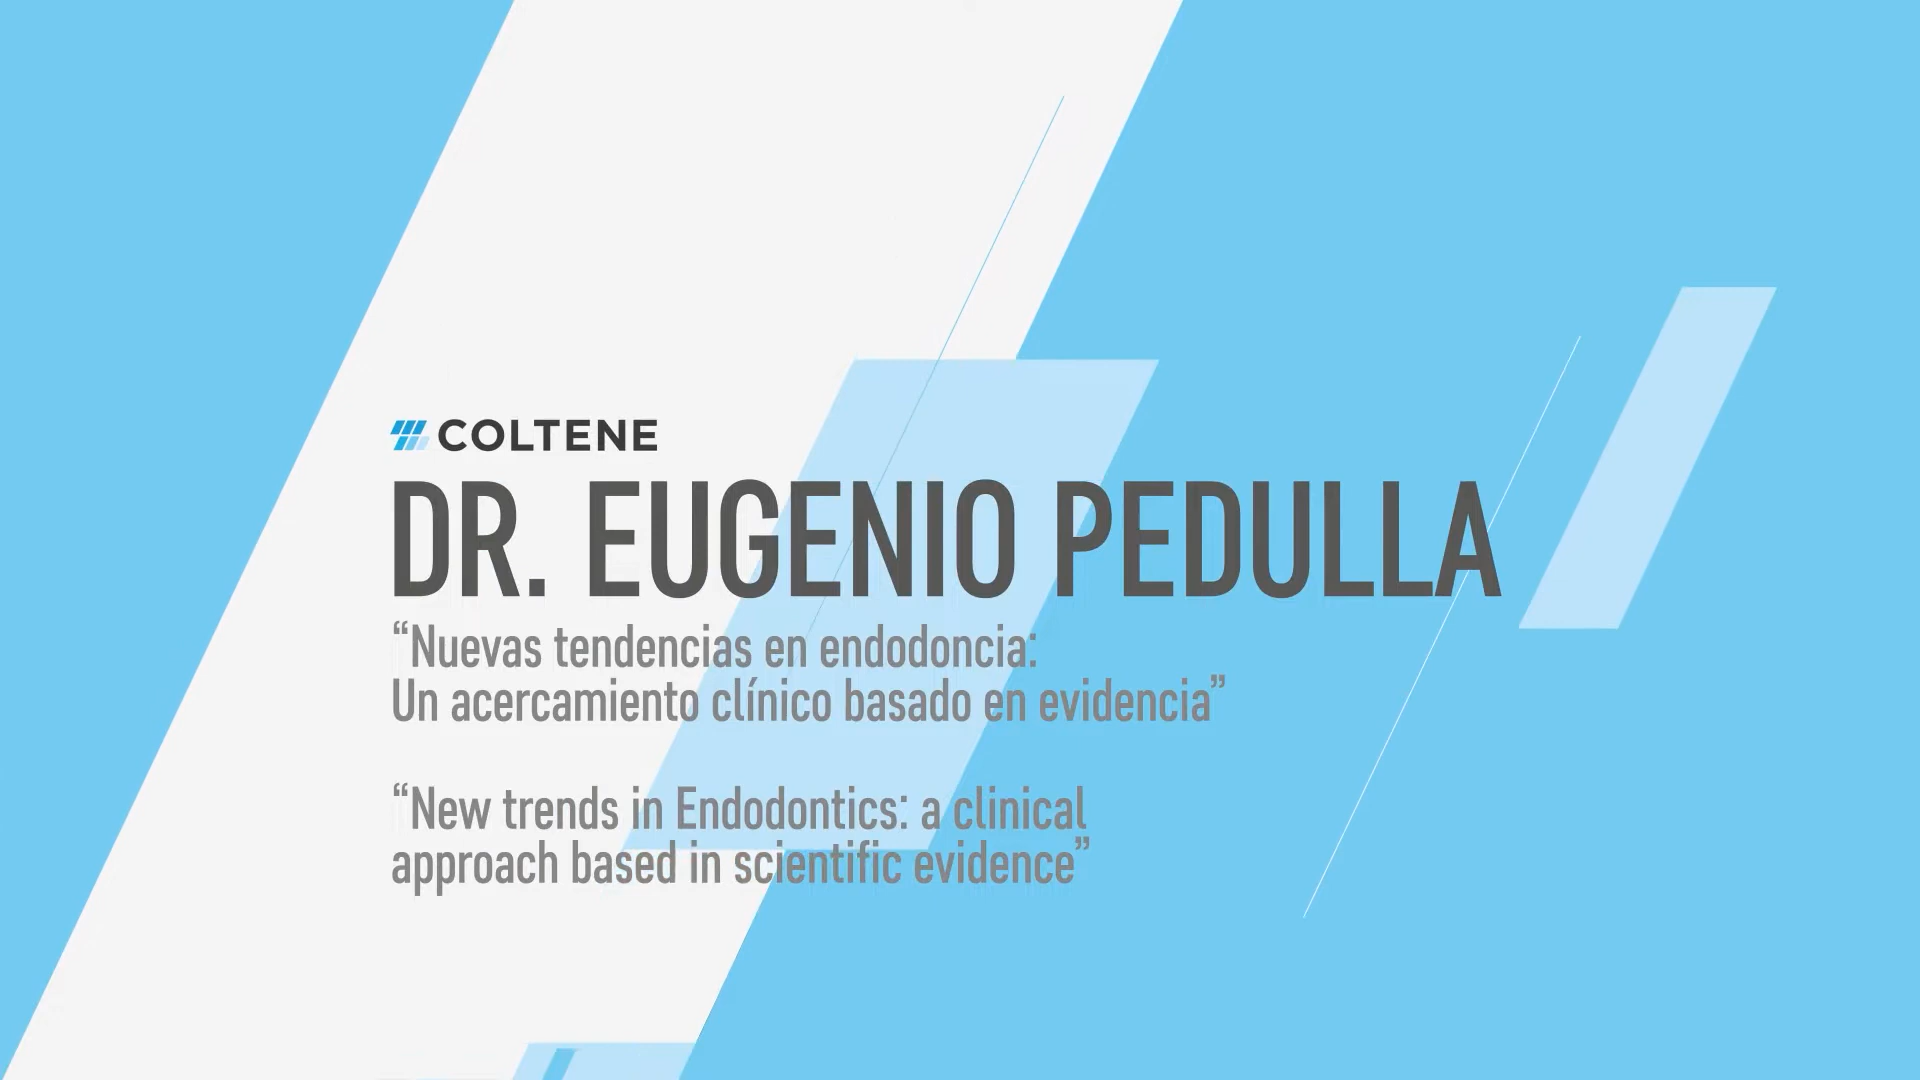 COLTENE
DR. EUGENIO PEDULLA
“Nuevas tendencias en endodoncia:
Un acercamiento clínico basado en evidencia”
“New trends in Endodontics: a clinical
approach based in scientific evidence”